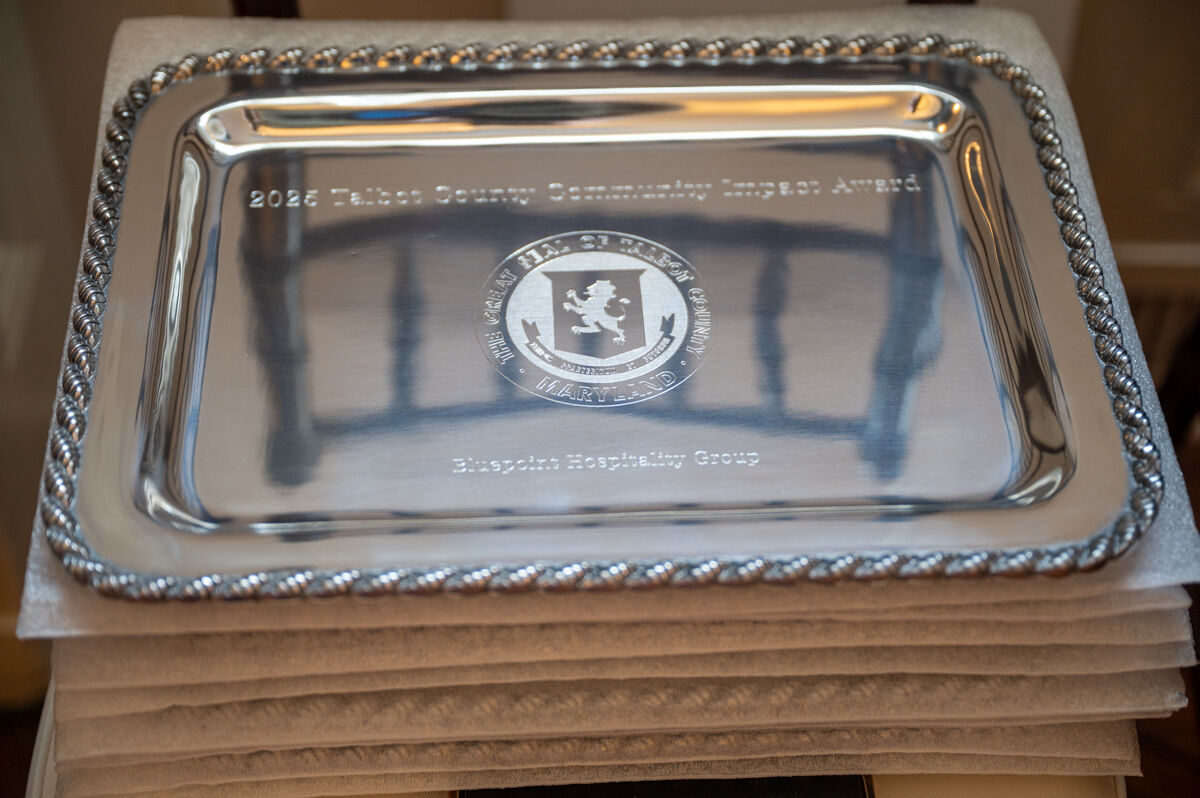 2025 Talbot County Community Impact Award
THE GREAT SEAL OF TALBOT COUNTY
MARYLAND
Bluepoint Hospitality Group